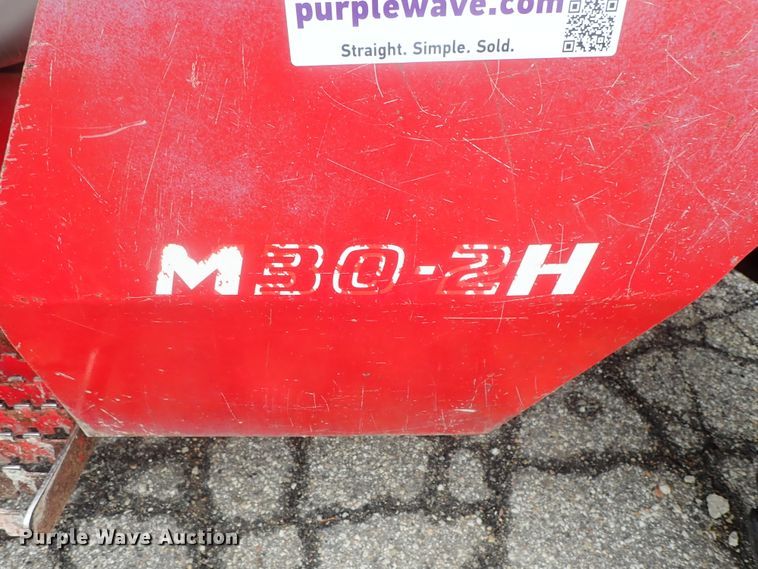 purplewave.com
Straight. Simple. Sold.
M30-2H
Purple Wave Auction